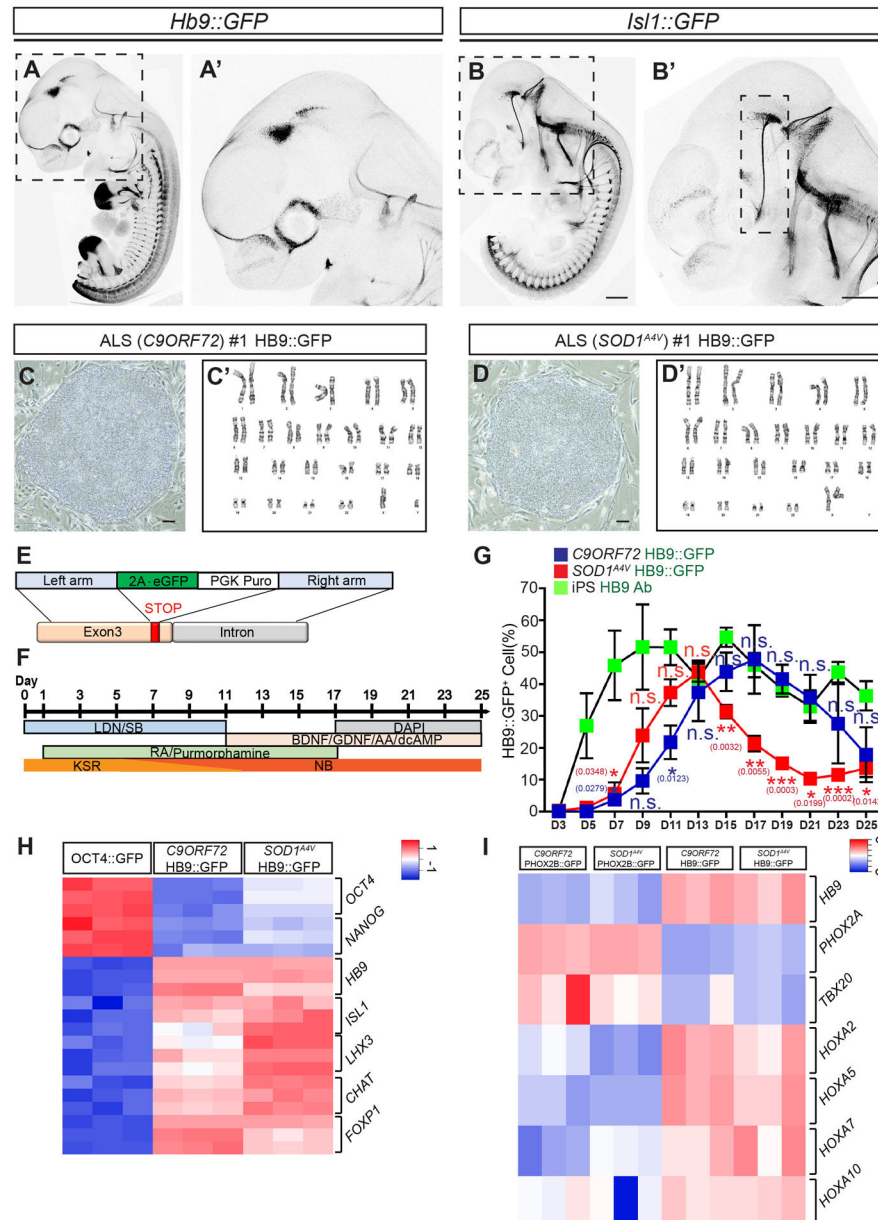 Hb9::GFP
Isl1::GFP
A
A'
B
B'
ALS (C9ORF72) #1 HB9::GFP
ALS (SOD1A4V) #1 HB9::GFP
C
C'
D
D'
E
Left arm
2A-eGFP
PGK Puro
Right arm
STOP
Exon3
Intron
F
Day
0 1 3 5 7 9 11 13 15 17 19 21 23 25
LDN/SB
DAPI
BDNF/GDNF/AA/dcAMP
RA/Purmorphamine
KSR
NB
G
C9ORF72 HB9::GFP
SOD1A4V HB9::GFP
iPS HB9 Ab
HB9::GFP+ Cell(%)
70
60
50
40
30
20
10
0
n.s.
n.s.
n.s.
n.s.
n.s.
n.s.
n.s.
n.s.
n.s.
(0.0348)
*
(0.0279)
*
*
(0.0123)
**
(0.0032)
**
(0.0055)
***
(0.0003)
*
(0.0199)
***
(0.0002)
*
D3 D5 D7 D9 D11 D13 D15 D17 D19 D21 D23 D25
H
OCT4::GFP
C9ORF72
HB9::GFP
SOD1A4V
HB9::GFP
1
-1
OCT4
NANOG
HB9
ISL1
LHX3
CHAT
FOXP1
I
C9ORF72
PHOX2B::GFP
SOD1A4V
PHOX2B::GFP
C9ORF72
HB9::GFP
SOD1A4V
HB9::GFP
HB9
PHOX2A
TBX20
HOXA2
HOXA5
HOXA7
HOXA10